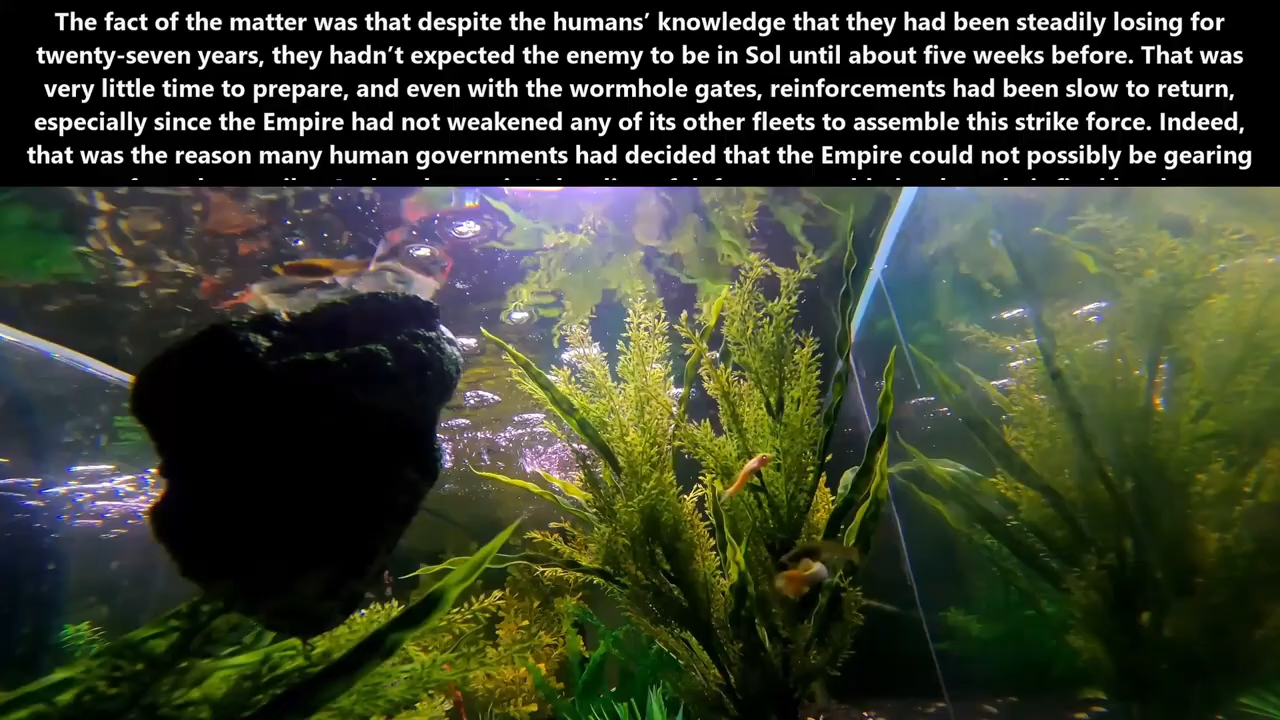 The fact of the matter was that despite the humans’ knowledge that they had been steadily losing for
twenty-seven years, they hadn’t expected the enemy to be in Sol until about five weeks before. That was
very little time to prepare, and even with the wormhole gates, reinforcements had been slow to return,
especially since the Empire had not weakened any of its other fleets to assemble this strike force. Indeed,
that was the reason many human governments had decided that the Empire could not possibly be gearing